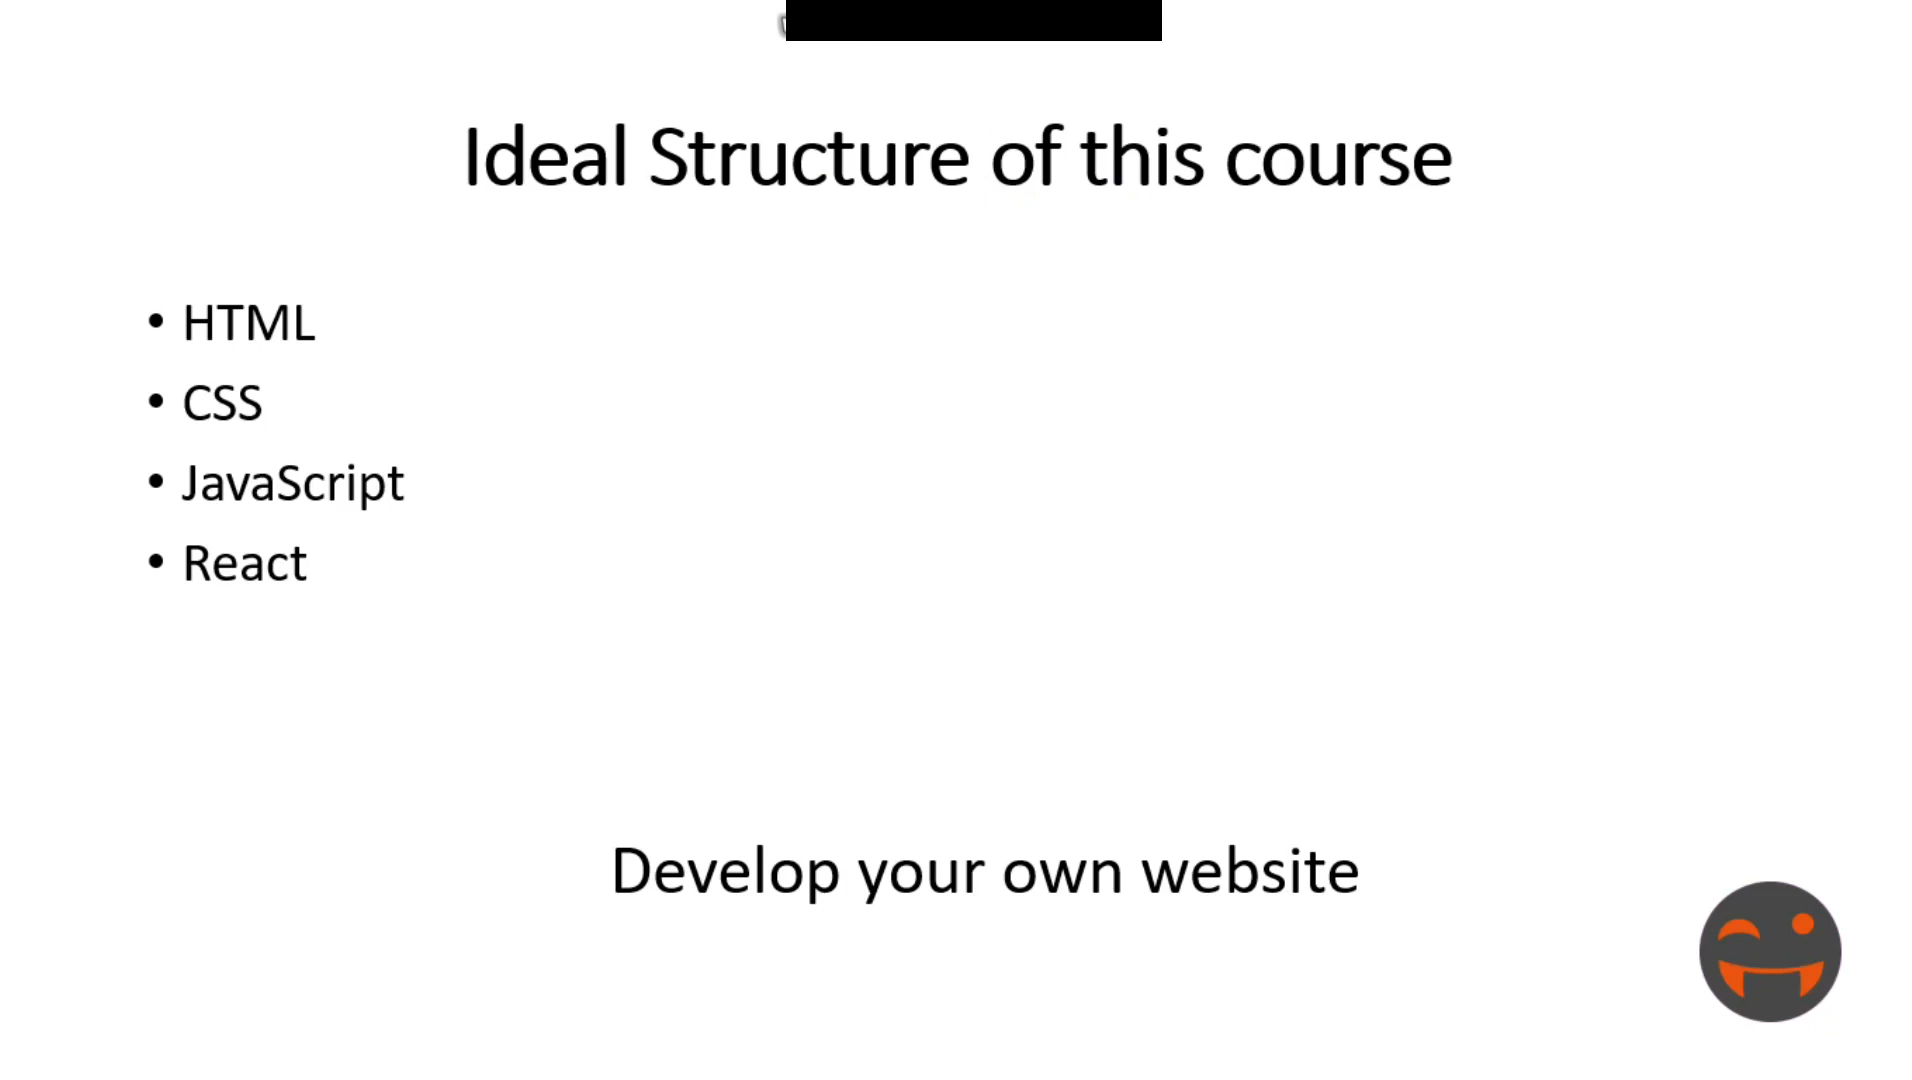 Ideal Structure of this course
• HTML
• CSS
• JavaScript
• React
Develop your own website